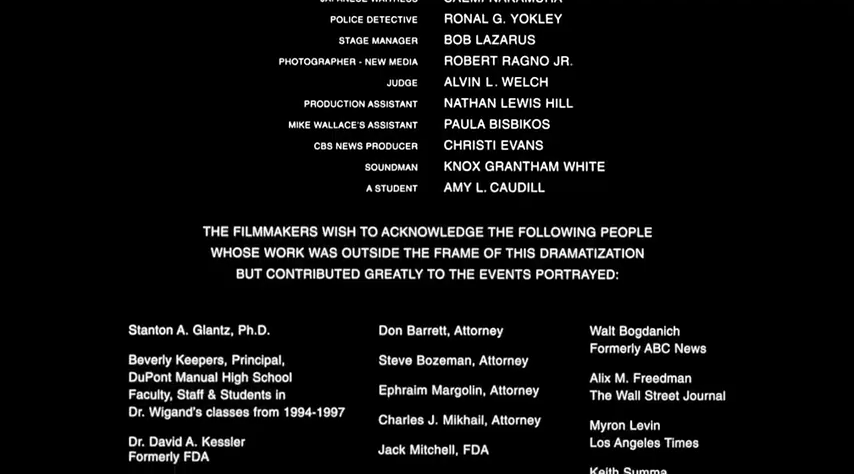 JAPANESE WAITRESS SAEMI NAKAMURA
POLICE DETECTIVE RONAL G. YOKLEY
STAGE MANAGER BOB LAZARUS
PHOTOGRAPHER - NEW MEDIA ROBERT RAGNO JR.
JUDGE ALVIN L. WELCH
PRODUCTION ASSISTANT NATHAN LEWIS HILL
MIKE WALLACE'S ASSISTANT PAULA BISBIKOS
CBS NEWS PRODUCER CHRISTI EVANS
SOUNDMAN KNOX GRANTHAM WHITE
A STUDENT AMY L. CAUDILL
THE FILMMAKERS WISH TO ACKNOWLEDGE THE FOLLOWING PEOPLE
WHOSE WORK WAS OUTSIDE THE FRAME OF THIS DRAMATIZATION
BUT CONTRIBUTED GREATLY TO THE EVENTS PORTRAYED:
Stanton A. Glantz, Ph.D.
Beverly Keepers, Principal,
DuPont Manual High School
Faculty, Staff & Students in
Dr. Wigand's classes from 1994-1997
Dr. David A. Kessler
Formerly FDA
Don Barrett, Attorney
Steve Bozeman, Attorney
Ephraim Margolin, Attorney
Charles J. Mikhail, Attorney
Jack Mitchell, FDA
Walt Bogdanich
Formerly ABC News
Alix M. Freedman
The Wall Street Journal
Myron Levin
Los Angeles Times
Keith Summa